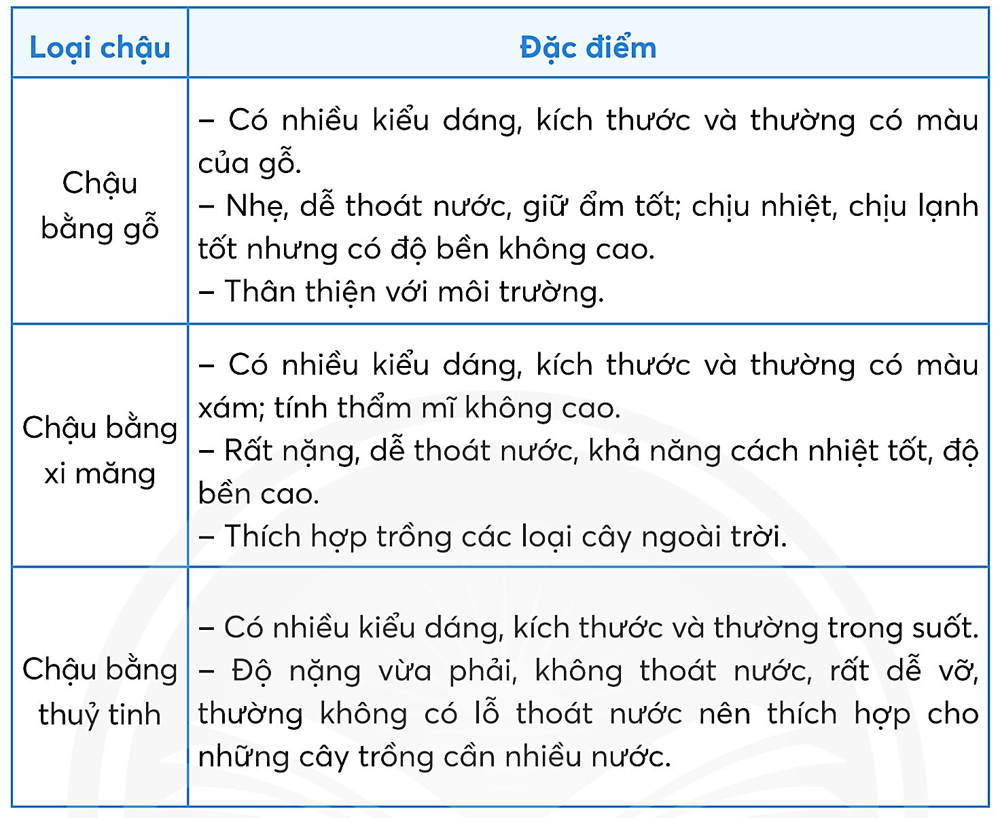 Loại chậu
Đặc điểm
Chậu
bằng gỗ
– Có nhiều kiểu dáng, kích thước và thường có màu
của gỗ.
– Nhẹ, dễ thoát nước, giữ ẩm tốt; chịu nhiệt, chịu lạnh
tốt nhưng có độ bền không cao.
– Thân thiện với môi trường.
Chậu bằng
xi măng
– Có nhiều kiểu dáng, kích thước và thường có màu
xám; tính thẩm mĩ không cao.
– Rất nặng, dễ thoát nước, khả năng cách nhiệt tốt, độ
bền cao.
– Thích hợp trồng các loại cây ngoài trời.
Chậu bằng
thuỷ tinh
– Có nhiều kiểu dáng, kích thước và thường trong suốt.
– Độ nặng vừa phải, không thoát nước, rất dễ vỡ,
thường không có lỗ thoát nước nên thích hợp cho
những cây trồng cần nhiều nước.